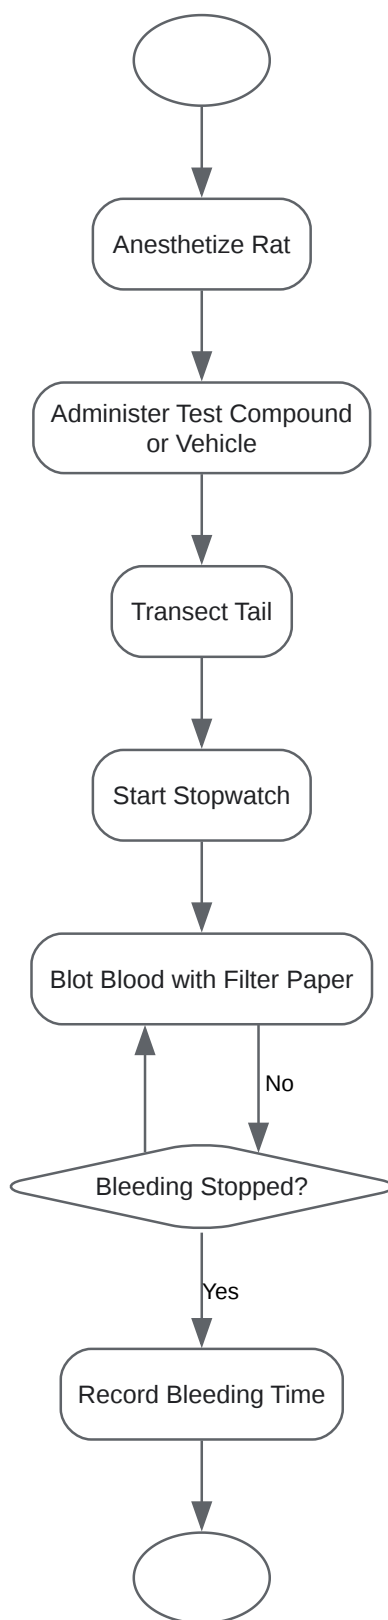 Anesthetize Rat
Administer Test Compound
or Vehicle
Transect Tail
Start Stopwatch
Blot Blood with Filter Paper
No
Bleeding Stopped?
Yes
Record Bleeding Time